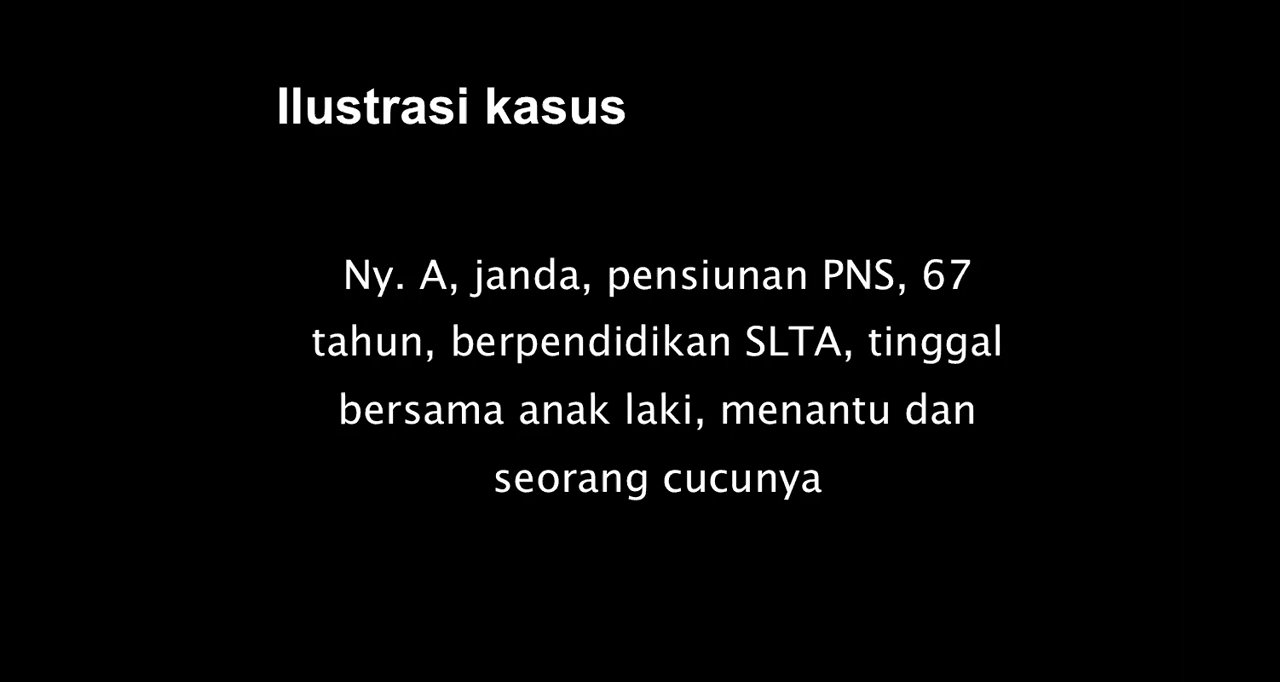 Ilustrasi kasus
Ny. A, janda, pensiunan PNS, 67
tahun, berpendidikan SLTA, tinggal
bersama anak laki, menantu dan
seorang cucunya